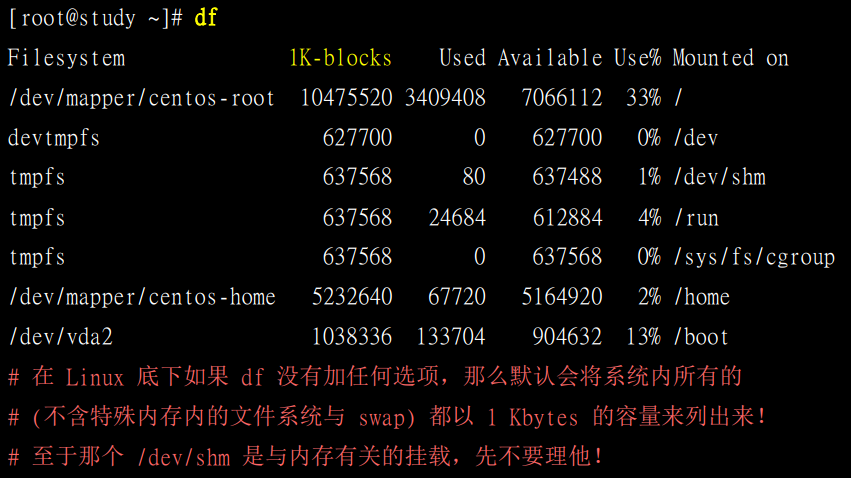 [root@study ~]# df
Filesystem 1K-blocks Used Available Use% Mounted on
/dev/mapper/centos-root 10475520 3409408 7066112 33% /
devtmpfs 627700 0 627700 0% /dev
tmpfs 637568 80 637488 1% /dev/shm
tmpfs 637568 24684 612884 4% /run
tmpfs 637568 0 637568 0% /sys/fs/cgroup
/dev/mapper/centos-home 5232640 67720 5164920 2% /home
/dev/vda2 1038336 133704 904632 13% /boot
# 在 Linux 底下如果 df 没有加任何选项，那么默认会将系统内所有的
# (不含特殊内存内的文件系统与 swap) 都以 1 Kbytes 的容量来列出来！
# 至于那个 /dev/shm 是与内存有关的挂载，先不要理他！